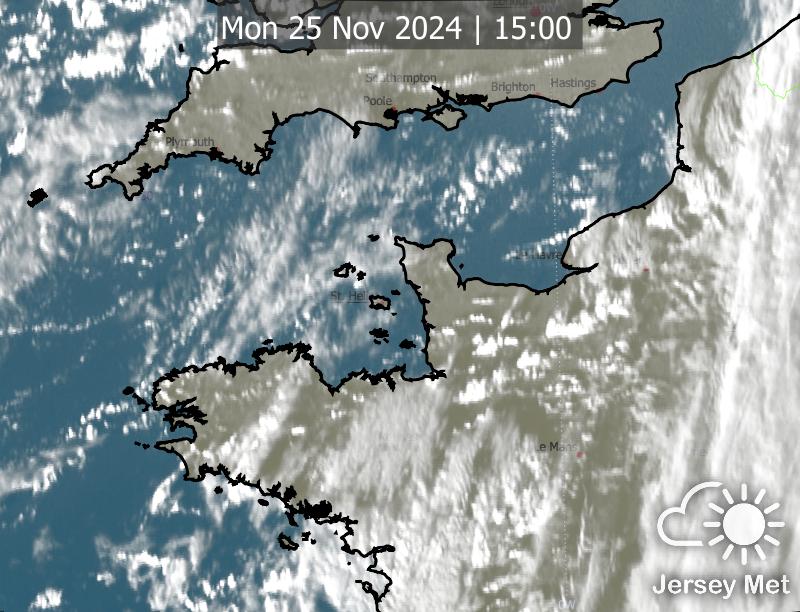 London
Mon 25 Nov 2024 | 15:00
Southampton
Brighton
Hastings
Poole
Plymouth
Le Havre
St. Hel
Le Mans
Jersey Met